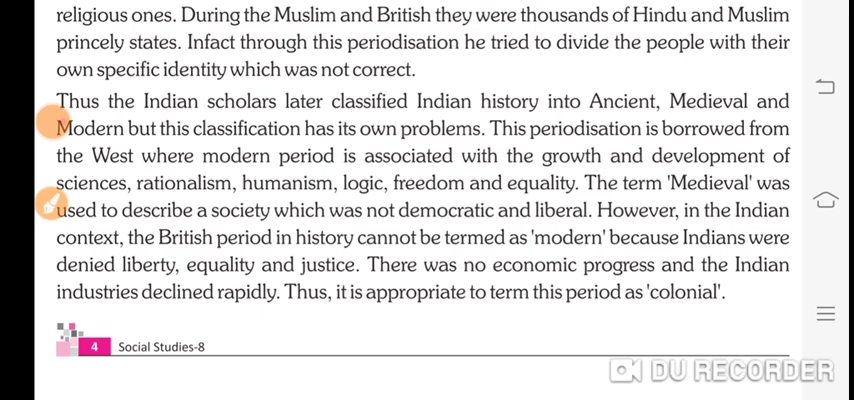 religious ones. During the Muslim and British they were thousands of Hindu and Muslim
princely states. Infact through this periodisation he tried to divide the people with their
own specific identity which was not correct.
Thus the Indian scholars later classified Indian history into Ancient, Medieval and
Modern but this classification has its own problems. This periodisation is borrowed from
the West where modern period is associated with the growth and development of
sciences, rationalism, humanism, logic, freedom and equality. The term 'Medieval' was
used to describe a society which was not democratic and liberal. However, in the Indian
context, the British period in history cannot be termed as 'modern' because Indians were
denied liberty, equality and justice. There was no economic progress and the Indian
industries declined rapidly. Thus, it is appropriate to term this period as 'colonial'.
4 Social Studies-8
DU RECORDER